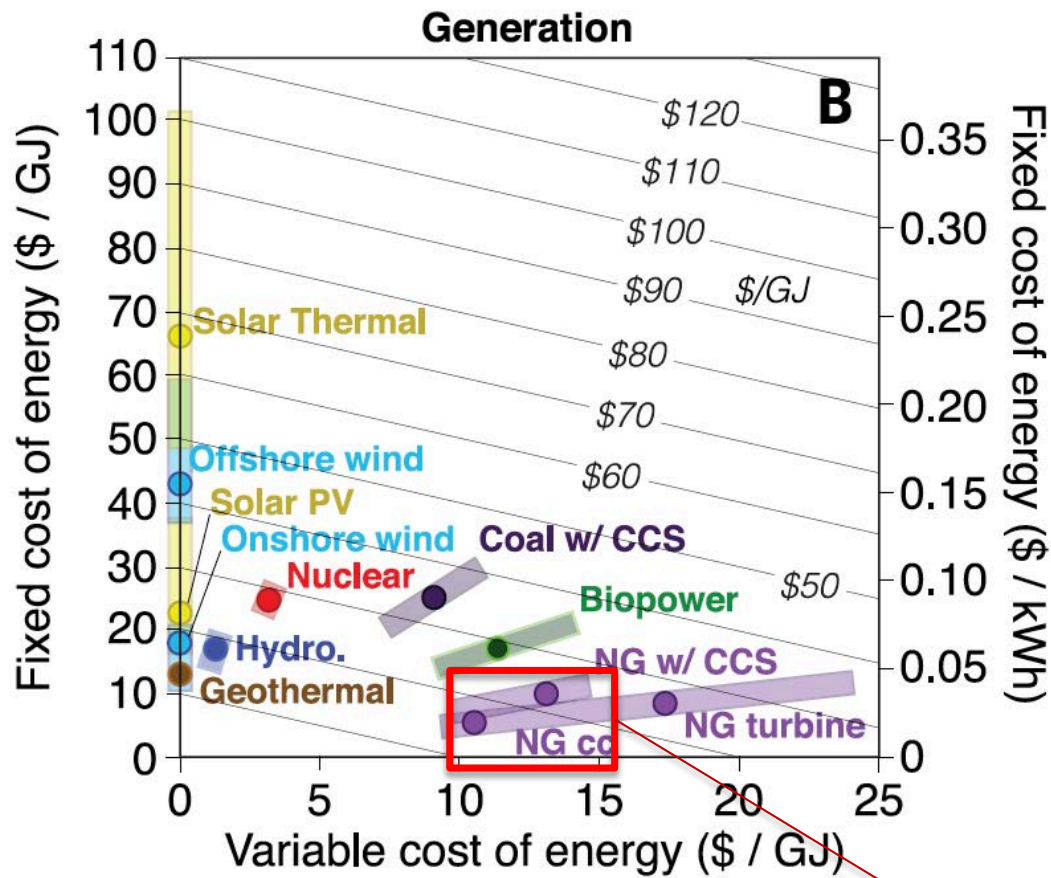 Generation
B
Fixed cost of energy ($ / GJ)
110
100
90
80
70
60
50
40
30
20
10
0
$120
$110
$100
$90 $/GJ
$80
$70
$60
$50
Solar Thermal
Offshore wind
Solar PV
Onshore wind
Coal w/ CCS
Nuclear
Biopower
Hydro.
NG w/ CCS
Geothermal
NG turbine
NG cc
0.35
0.30
0.25
0.20
0.15
0.10
0.05
0
Fixed cost of energy ($ / kWh)
0 5 10 15 20 25
Variable cost of energy ($ / GJ)